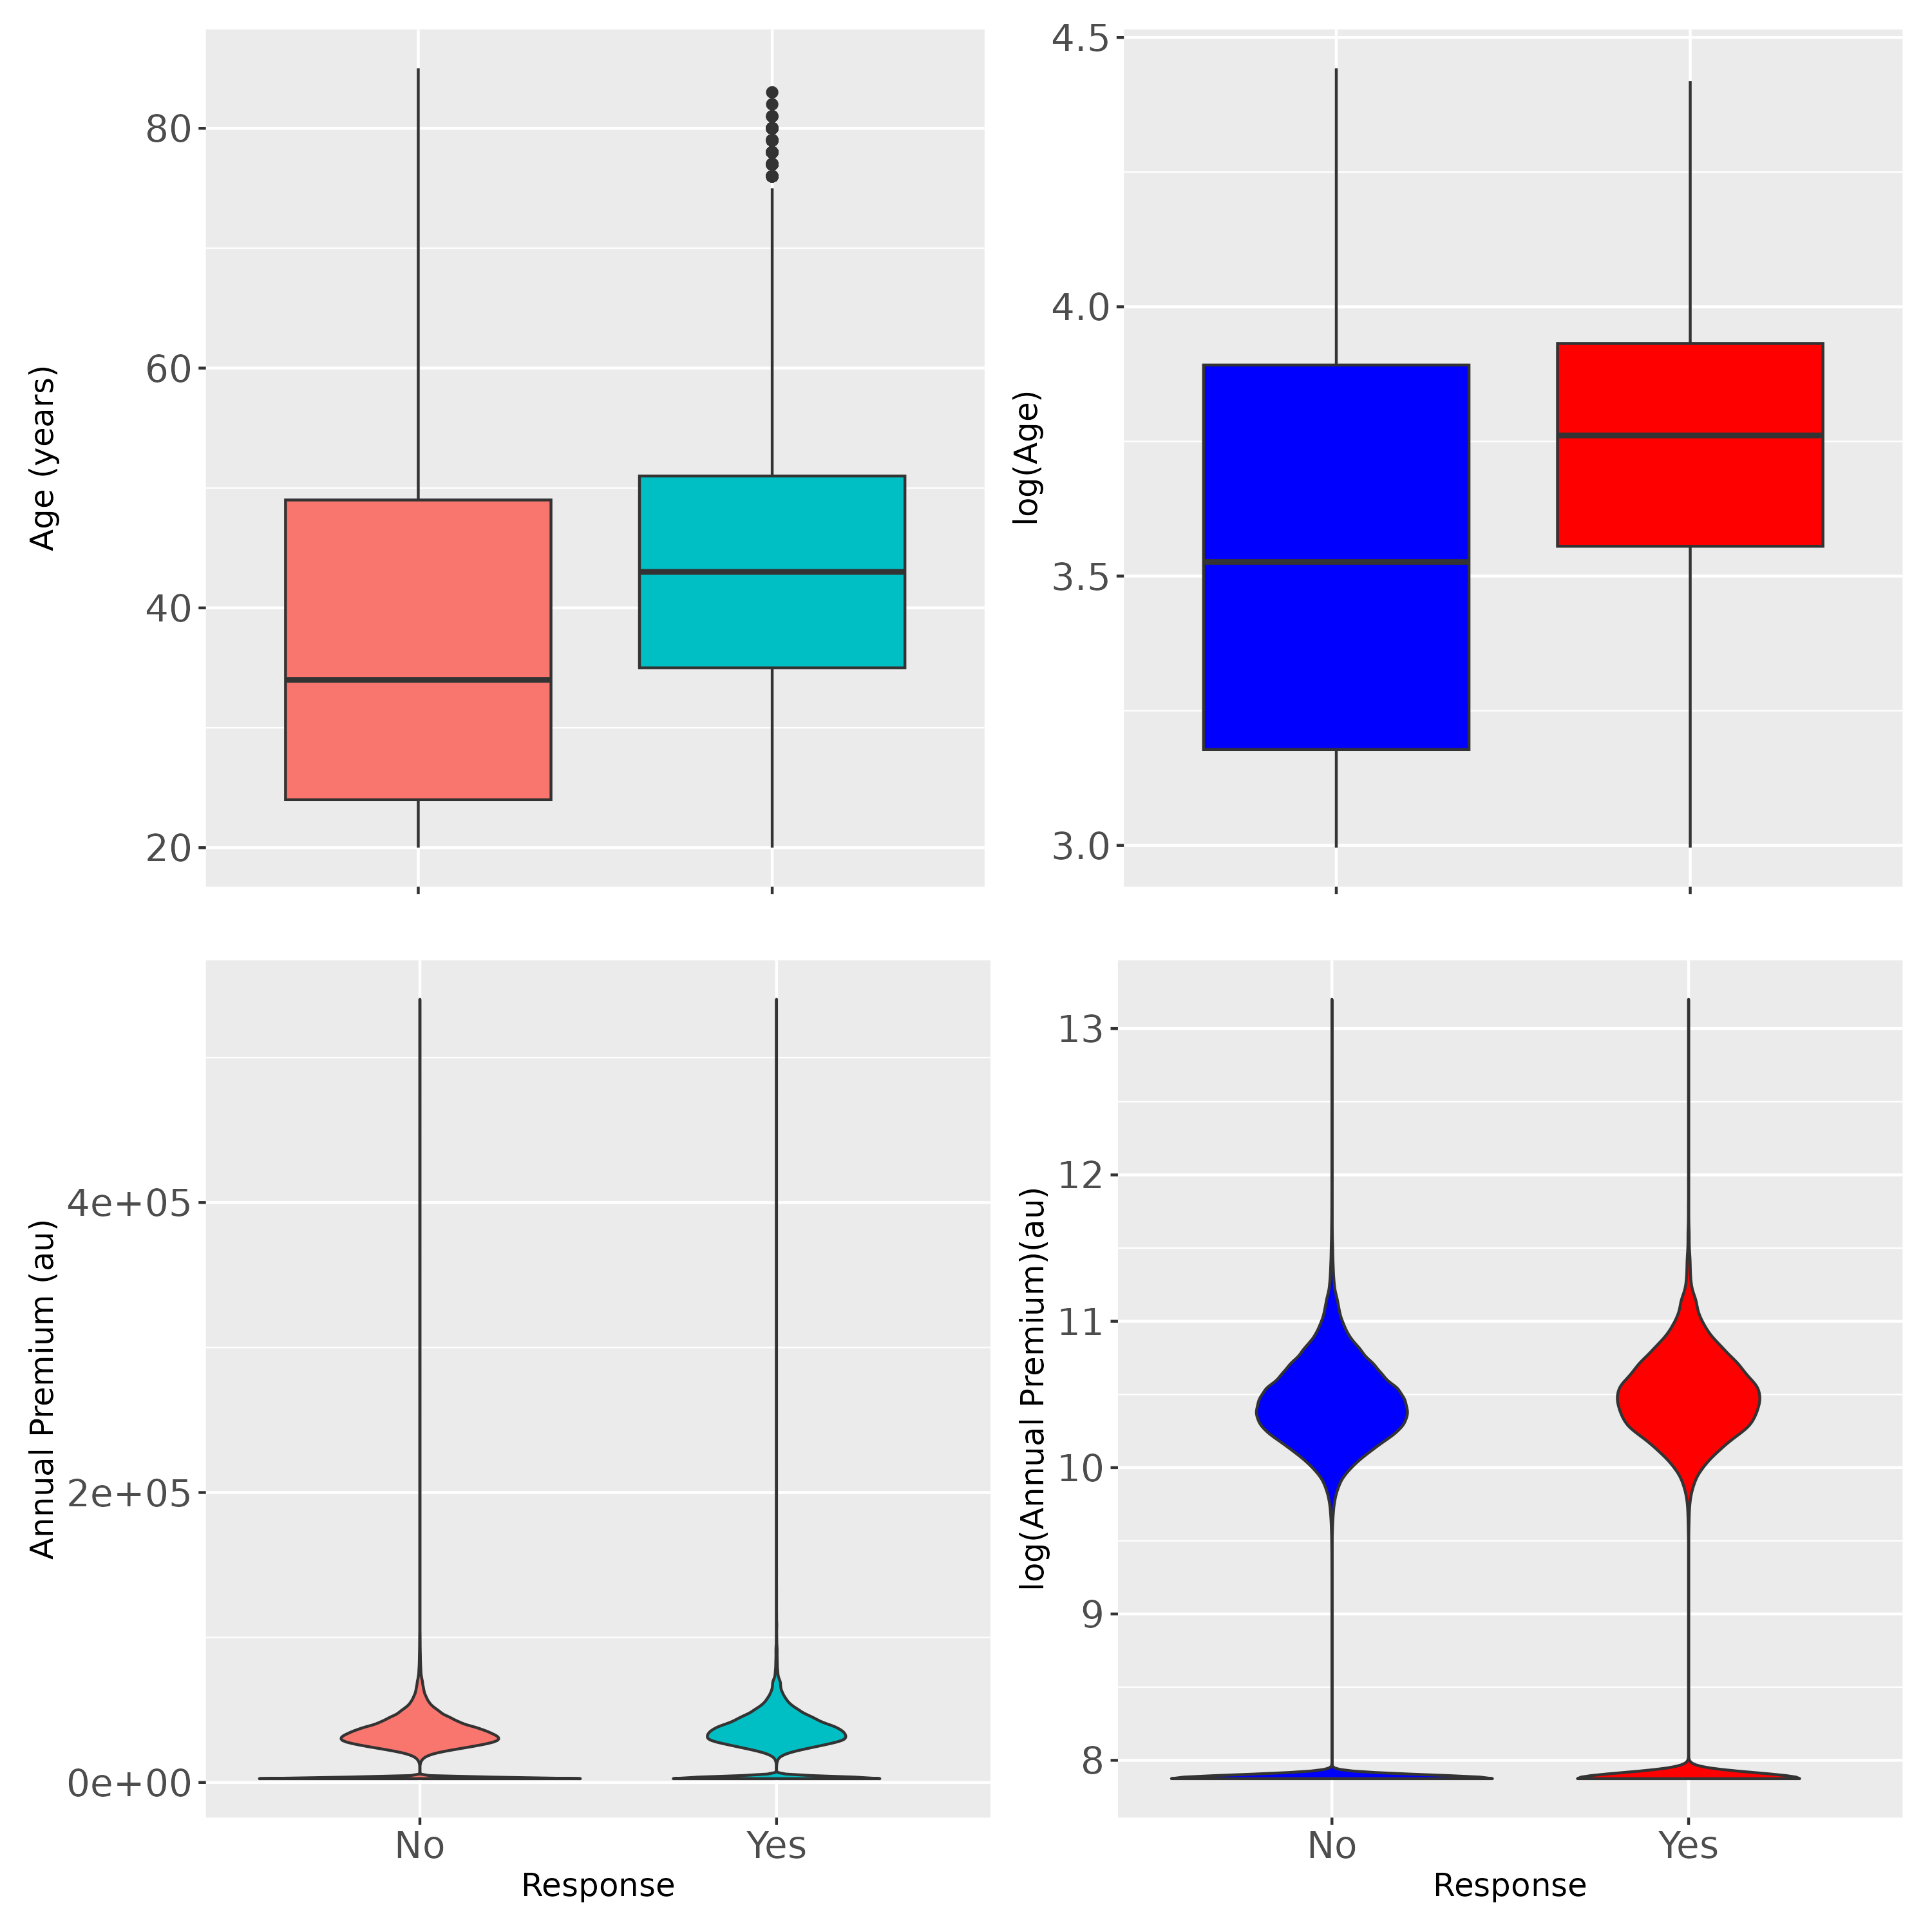 Age (years)
80
60
40
20
log(Age)
4.5
4.0
3.5
3.0
Annual Premium (au)
4e+05
2e+05
0e+00
No
Yes
Response
log(Annual Premium)(au)
13
12
11
10
9
8
No
Yes
Response